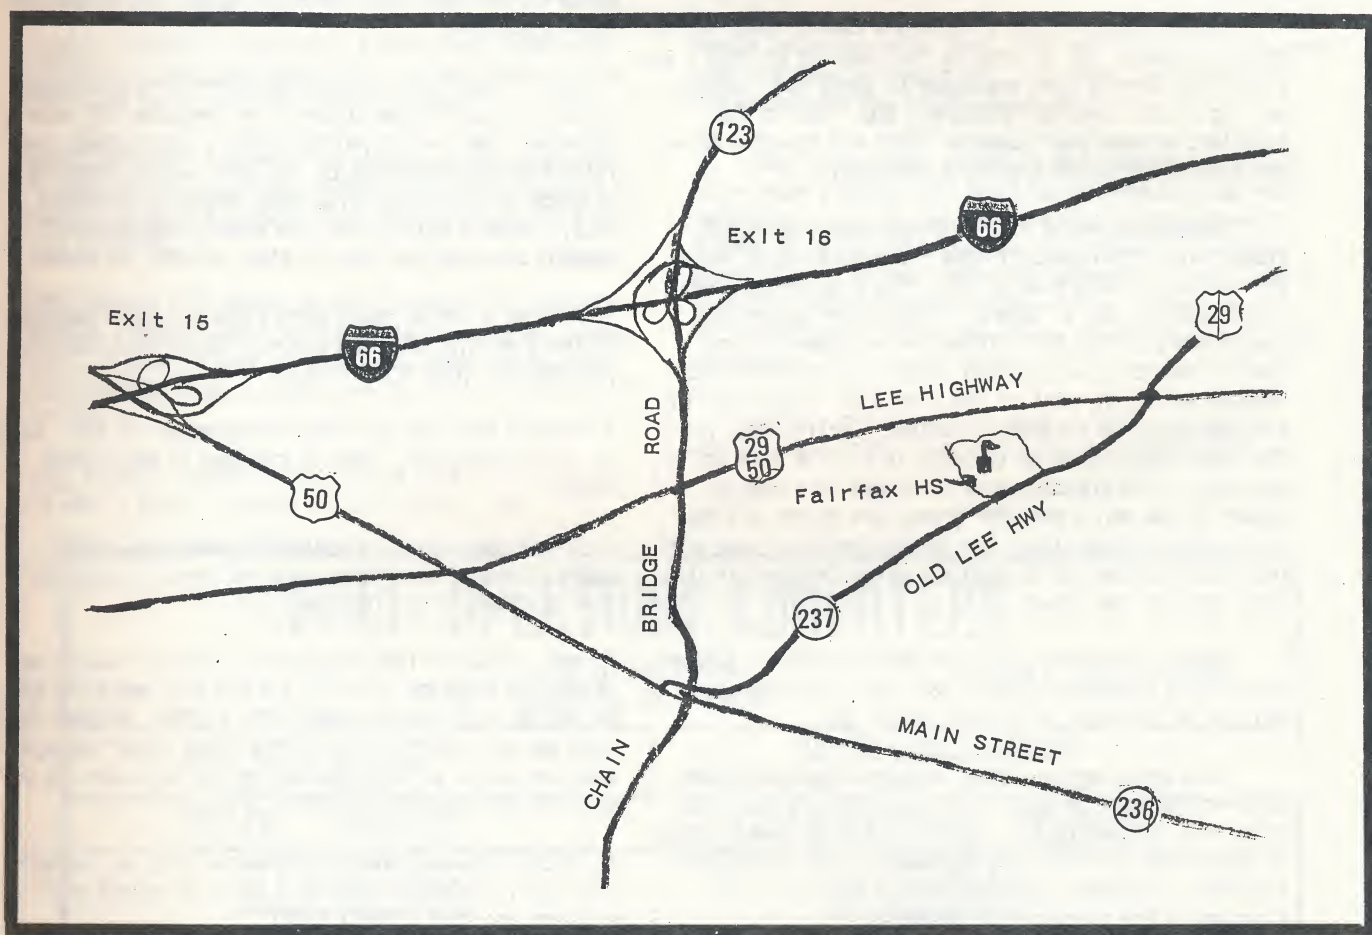 123
66
Exit 16
29
Exit 15
66
LEE HIGHWAY
ROAD
29
50
Fairfax HS
50
OLD LEE HWY
BRIDGE
237
MAIN STREET
CHAIN
236